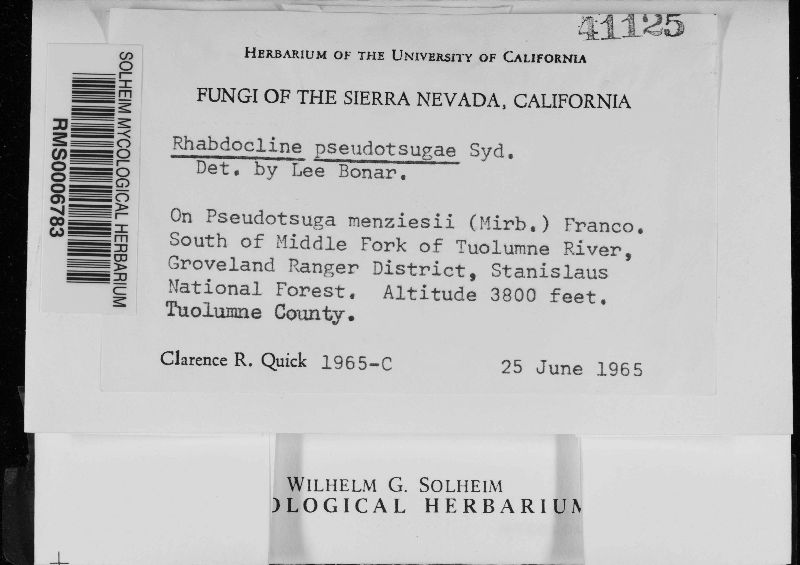 41125
HERBARIUM OF THE UNIVERSITY OF CALIFORNIA
FUNGI OF THE SIERRA NEVADA, CALIFORNIA
Rhabdocline pseudotsugae Syd.
Det. by Lee Bonar.
On Pseudotsuga menziesii (Mirb.) Franco.
South of Middle Fork of Tuolumne River,
Groveland Ranger District, Stanislaus
National Forest. Altitude 3800 feet.
Tuolumne County.
Clarence R. Quick 1965-C 25 June 1965
SOLHEIM MYCOLOGICAL HERBARIUM
RMS0006783
WILHELM G. SOLHEIM
OLOGICAL HERBARIUM